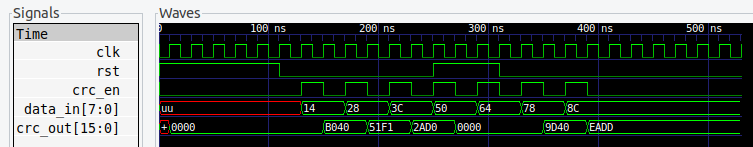 Signals Waves
Time 0 100 ns 200 ns 300 ns 400 ns 500 ns
clk
rst
crc_en
data_in[7:0] uu 14 28 3C 50 64 78 8C
crc_out[15:0] + 0000 B040 51F1 2AD0 0000 9D40 EADD